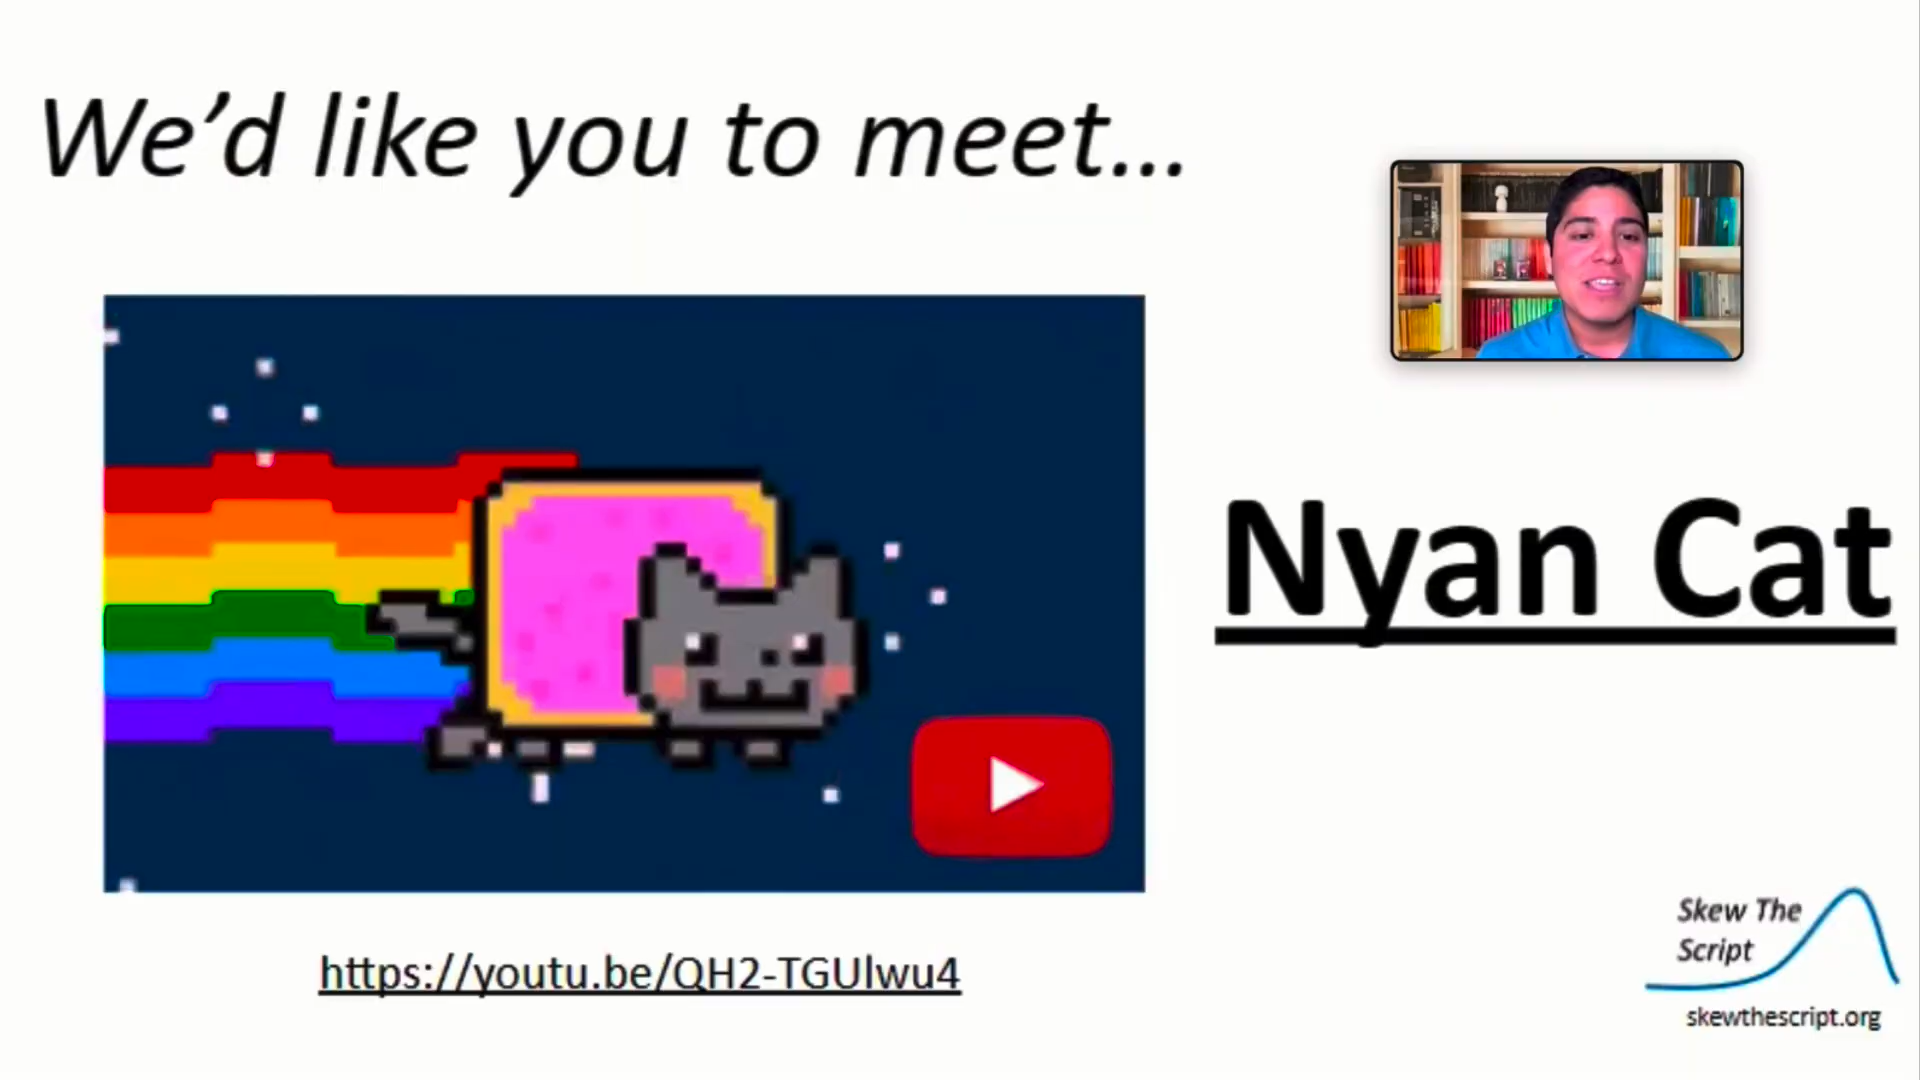 We’d like you to meet...
Nyan Cat
https://youtu.be/QH2-TGUlwu4
Skew The
Script
skewthescript.org